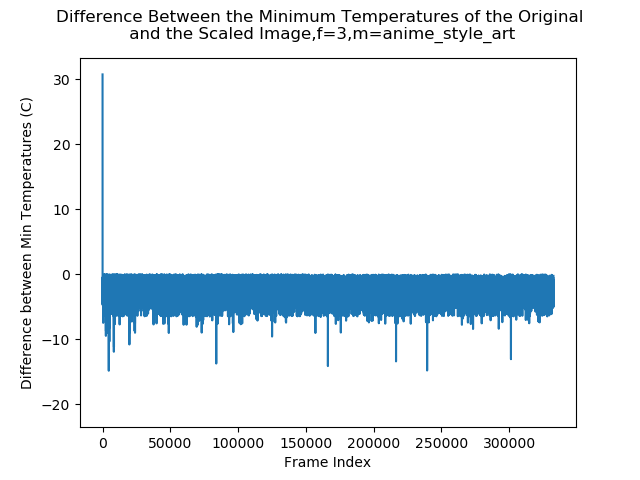 Difference Between the Minimum Temperatures of the Original
and the Scaled Image,f=3,m=anime_style_art
Difference between Min Temperatures (C)
30
20
10
0
−10
−20
0 50000 100000 150000 200000 250000 300000
Frame Index